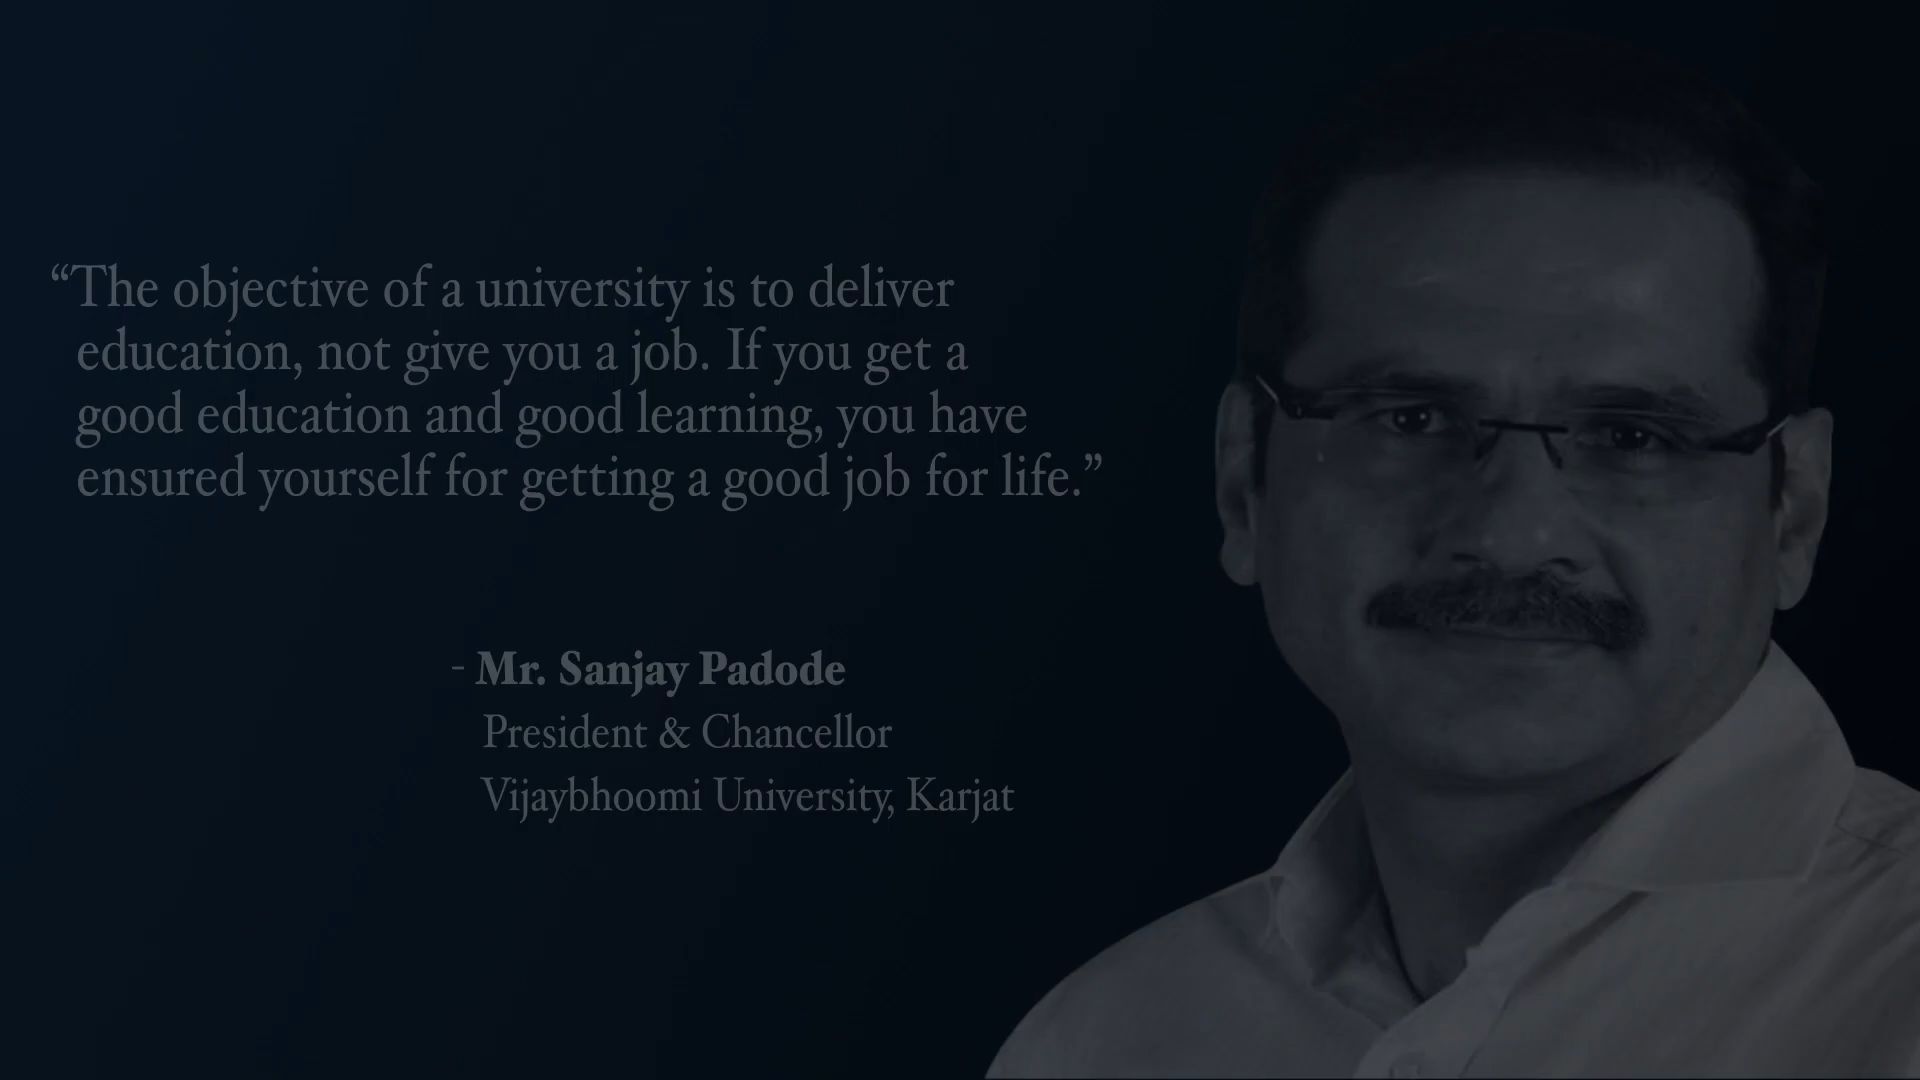 “The objective of a university is to deliver
education, not give you a job. If you get a
good education and good learning, you have
ensured yourself for getting a good job for life.”
- Mr. Sanjay Padode
President & Chancellor
Vijaybhoomi University, Karjat